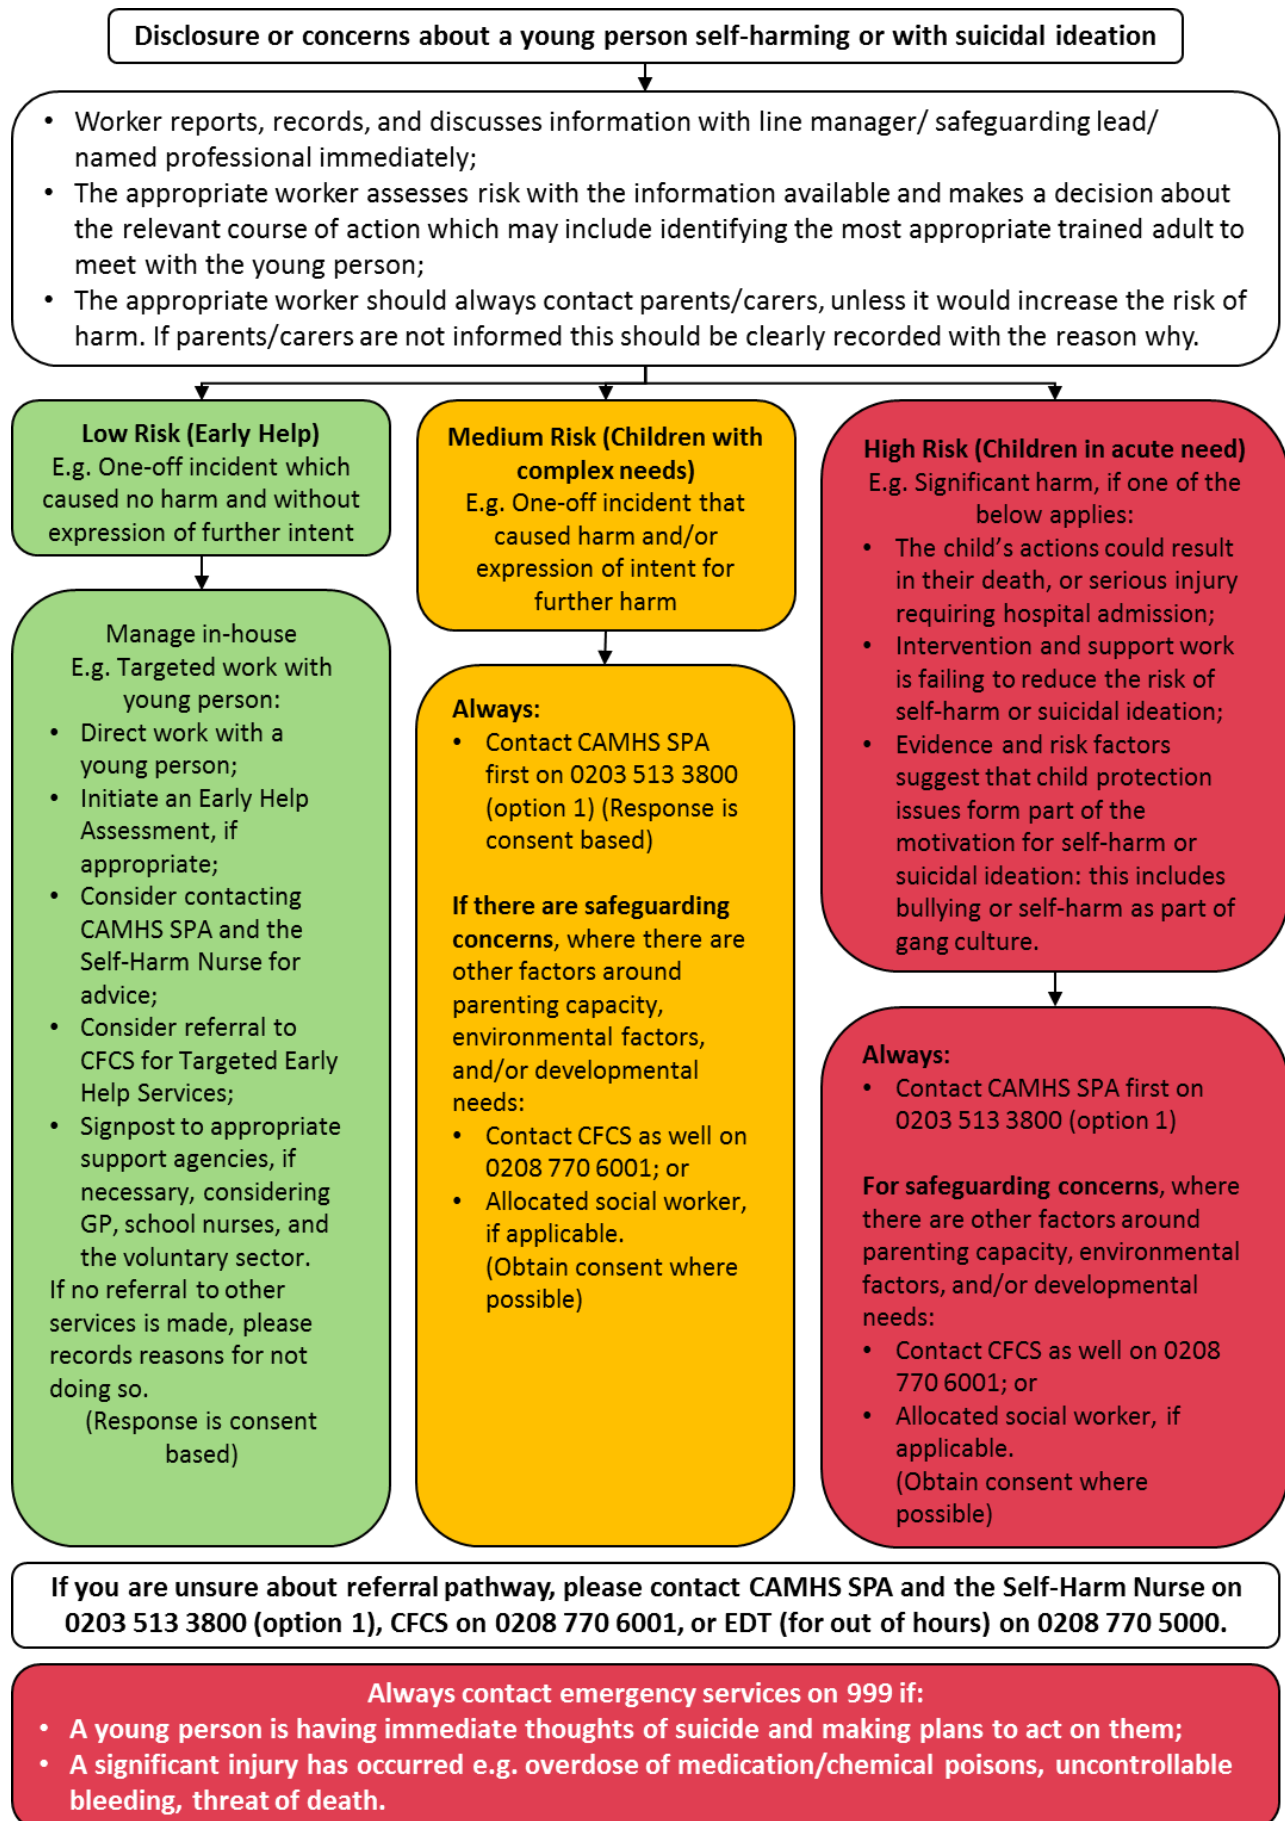 Disclosure or concerns about a young person self-harming or with suicidal ideation
• Worker reports, records, and discusses information with line manager/ safeguarding lead/
named professional immediately;
• The appropriate worker assesses risk with the information available and makes a decision about
the relevant course of action which may include identifying the most appropriate trained adult to
meet with the young person;
• The appropriate worker should always contact parents/carers, unless it would increase the risk of
harm. If parents/carers are not informed this should be clearly recorded with the reason why.
Low Risk (Early Help)
E.g. One-off incident which
caused no harm and without
expression of further intent
Manage in-house
E.g. Targeted work with
young person:
• Direct work with a
young person;
• Initiate an Early Help
Assessment, if
appropriate;
• Consider contacting
CAMHS SPA and the
Self-Harm Nurse for
advice;
• Consider referral to
CFCS for Targeted Early
Help Services;
• Signpost to appropriate
support agencies, if
necessary, considering
GP, school nurses, and
the voluntary sector.
If no referral to other
services is made, please
records reasons for not
doing so.
(Response is consent
based)
Medium Risk (Children with
complex needs)
E.g. One-off incident that
caused harm and/or
expression of intent for
further harm
Always:
• Contact CAMHS SPA
first on 0203 513 3800
(option 1) (Response is
consent based)
If there are safeguarding
concerns, where there are
other factors around
parenting capacity,
environmental factors,
and/or developmental
needs:
• Contact CFCS as well on
0208 770 6001; or
• Allocated social worker,
if applicable.
(Obtain consent where
possible)
High Risk (Children in acute need)
E.g. Significant harm, if one of the
below applies:
• The child's actions could result
in their death, or serious injury
requiring hospital admission;
• Intervention and support work
is failing to reduce the risk of
self-harm or suicidal ideation;
• Evidence and risk factors
suggest that child protection
issues form part of the
motivation for self-harm or
suicidal ideation: this includes
bullying or self-harm as part of
gang culture.
Always:
• Contact CAMHS SPA first on
0203 513 3800 (option 1)
For safeguarding concerns, where
there are other factors around
parenting capacity, environmental
factors, and/or developmental
needs:
• Contact CFCS as well on 0208
770 6001; or
• Allocated social worker, if
applicable.
(Obtain consent where
possible)
If you are unsure about referral pathway, please contact CAMHS SPA and the Self-Harm Nurse on
0203 513 3800 (option 1), CFCS on 0208 770 6001, or EDT (for out of hours) on 0208 770 5000.
Always contact emergency services on 999 if:
• A young person is having immediate thoughts of suicide and making plans to act on them;
• A significant injury has occurred e.g. overdose of medication/chemical poisons, uncontrollable
bleeding, threat of death.